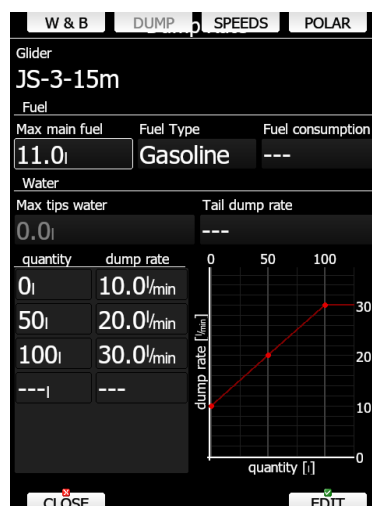 W & B DUMP SPEEDS POLAR
Dump Rate
Glider
JS-3-15m
Fuel
Max main fuel Fuel Type Fuel consumption
11.0l Gasoline ---
Water
Max tips water Tail dump rate
0.0l ---
quantity dump rate 0 50 100
0l 10.0l/min
50l 20.0l/min
100l 30.0l/min
---l ---
dump rate [l/min]
30
20
10
0
quantity [l]
CLOSE EDIT